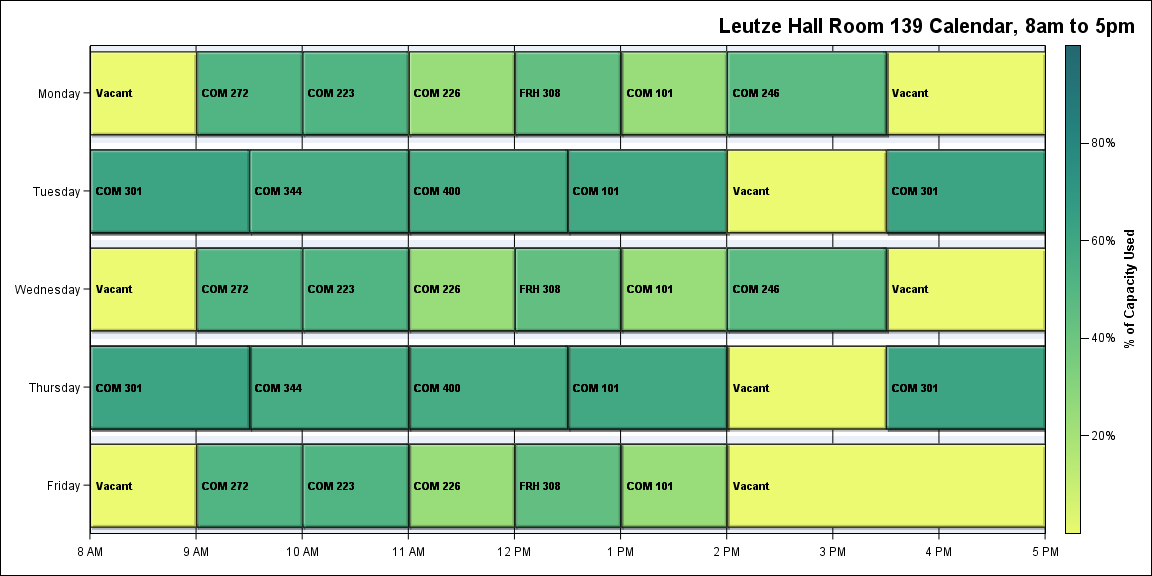 Leutze Hall Room 139 Calendar, 8am to 5pm
Monday
Vacant
COM 272
COM 223
COM 226
FRH 308
COM 101
COM 246
Vacant
Tuesday
COM 301
COM 344
COM 400
COM 101
Vacant
COM 301
Wednesday
Vacant
COM 272
COM 223
COM 226
FRH 308
COM 101
COM 246
Vacant
Thursday
COM 301
COM 344
COM 400
COM 101
Vacant
COM 301
Friday
Vacant
COM 272
COM 223
COM 226
FRH 308
COM 101
Vacant
8 AM
9 AM
10 AM
11 AM
12 PM
1 PM
2 PM
3 PM
4 PM
5 PM
80%
60%
40%
20%
% of Capacity Used